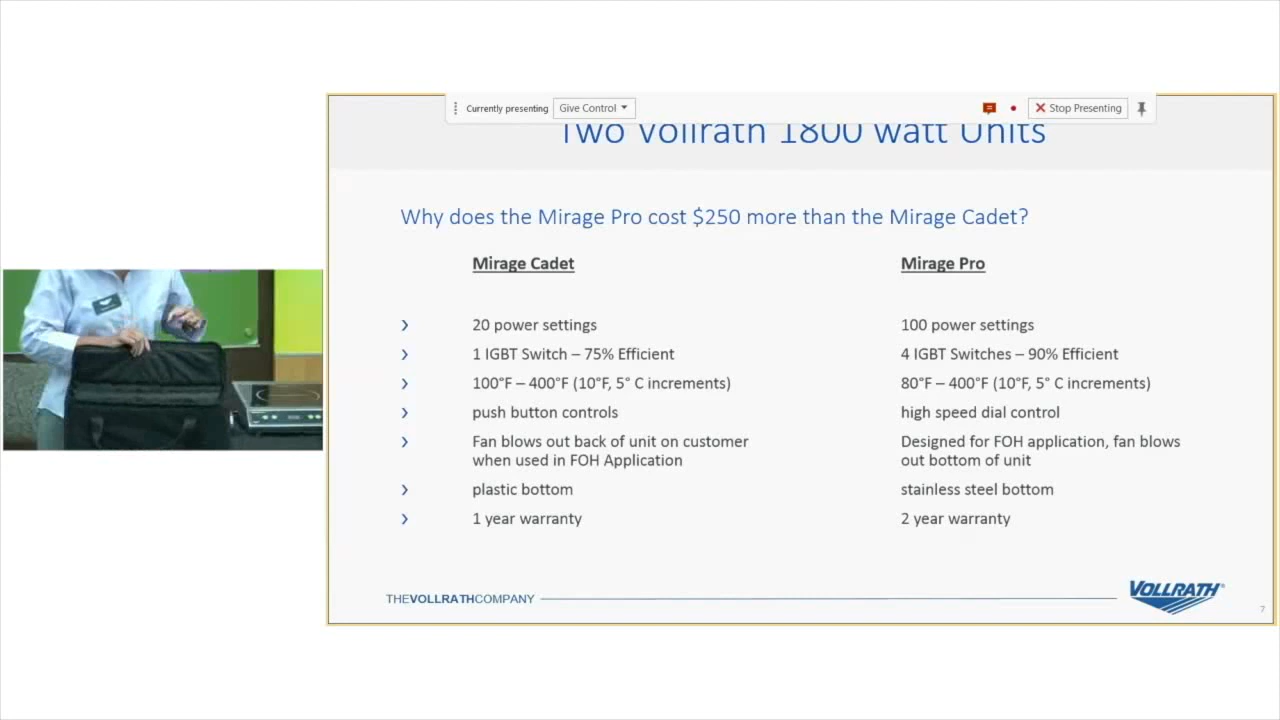 Currently presenting Give Control Stop Presenting
Two Vollrath 1800 watt Units
Why does the Mirage Pro cost $250 more than the Mirage Cadet?
Mirage Cadet Mirage Pro
20 power settings 100 power settings
1 IGBT Switch – 75% Efficient 4 IGBT Switches – 90% Efficient
100°F – 400°F (10°F, 5° C increments) 80°F – 400°F (10°F, 5° C increments)
push button controls high speed dial control
Fan blows out back of unit on customer Designed for FOH application, fan blows
when used in FOH Application out bottom of unit
plastic bottom stainless steel bottom
1 year warranty 2 year warranty
THEVOLLRATHCOMPANY VOLLRATH®
7